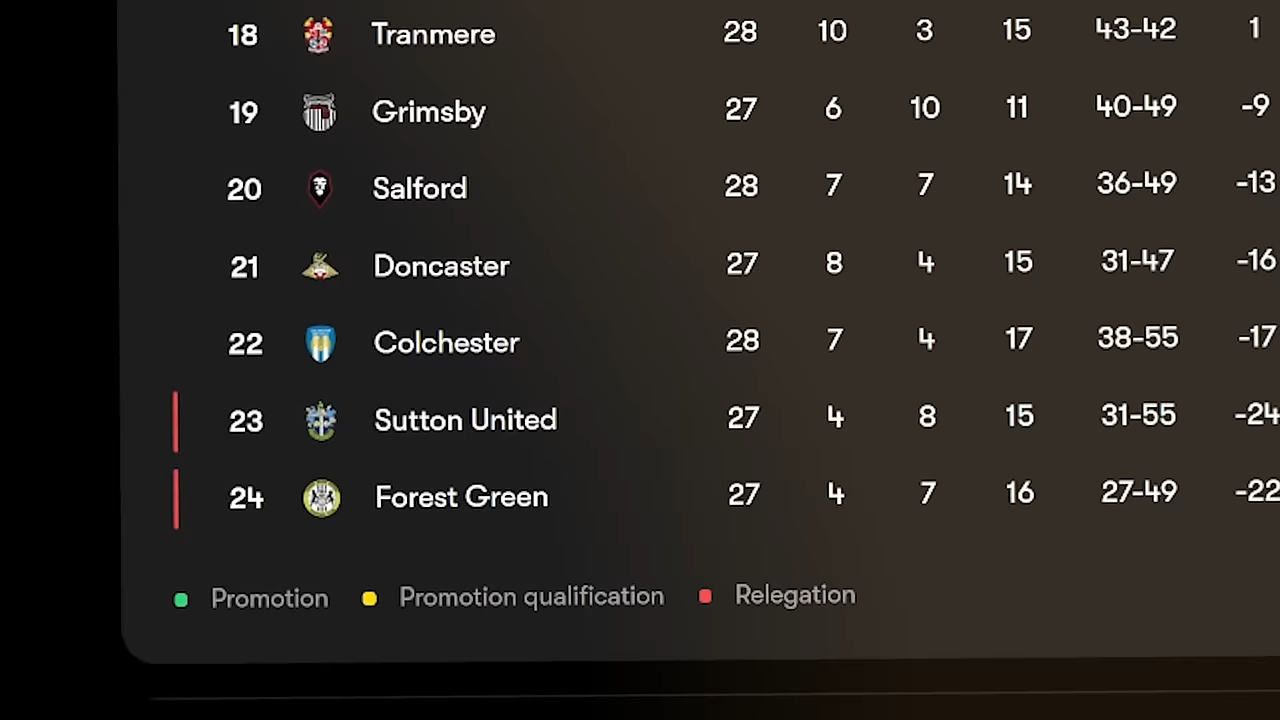 18 Tranmere 28 10 3 15 43-42 1
19 Grimsby 27 6 10 11 40-49 -9
20 Salford 28 7 7 14 36-49 -13
21 Doncaster 27 8 4 15 31-47 -16
22 Colchester 28 7 4 17 38-55 -17
23 Sutton United 27 4 8 15 31-55 -24
24 Forest Green 27 4 7 16 27-49 -22
Promotion Promotion qualification Relegation